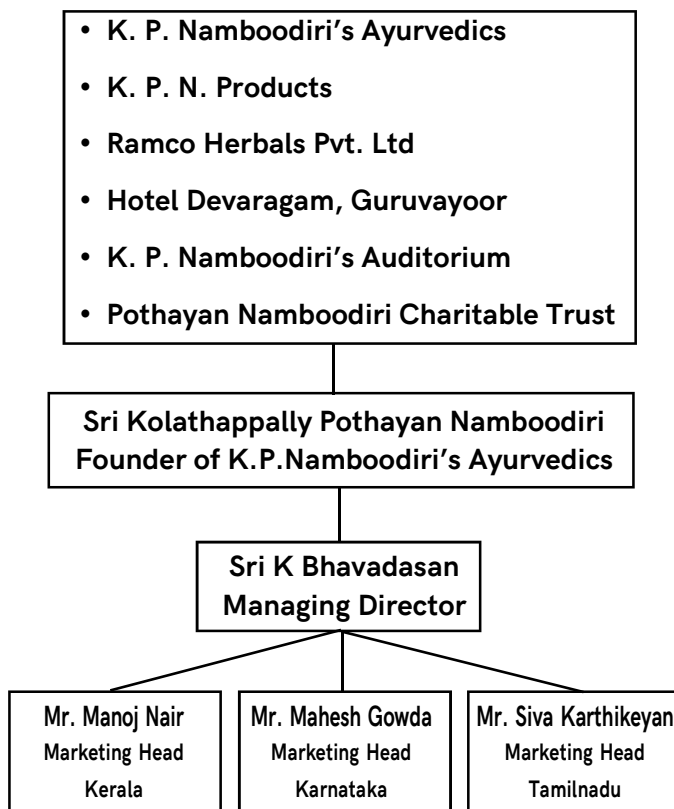 • K. P. Namboodiri’s Ayurvedics
• K. P. N. Products
• Ramco Herbals Pvt. Ltd
• Hotel Devaragam, Guruvayoor
• K. P. Namboodiri’s Auditorium
• Pothayan Namboodiri Charitable Trust
Sri Kolathappally Pothayan Namboodiri
Founder of K.P.Namboodiri’s Ayurvedics
Sri K Bhavadasan
Managing Director
Mr. Manoj Nair
Marketing Head
Kerala
Mr. Mahesh Gowda
Marketing Head
Karnataka
Mr. Siva Karthikeyan
Marketing Head
Tamilnadu